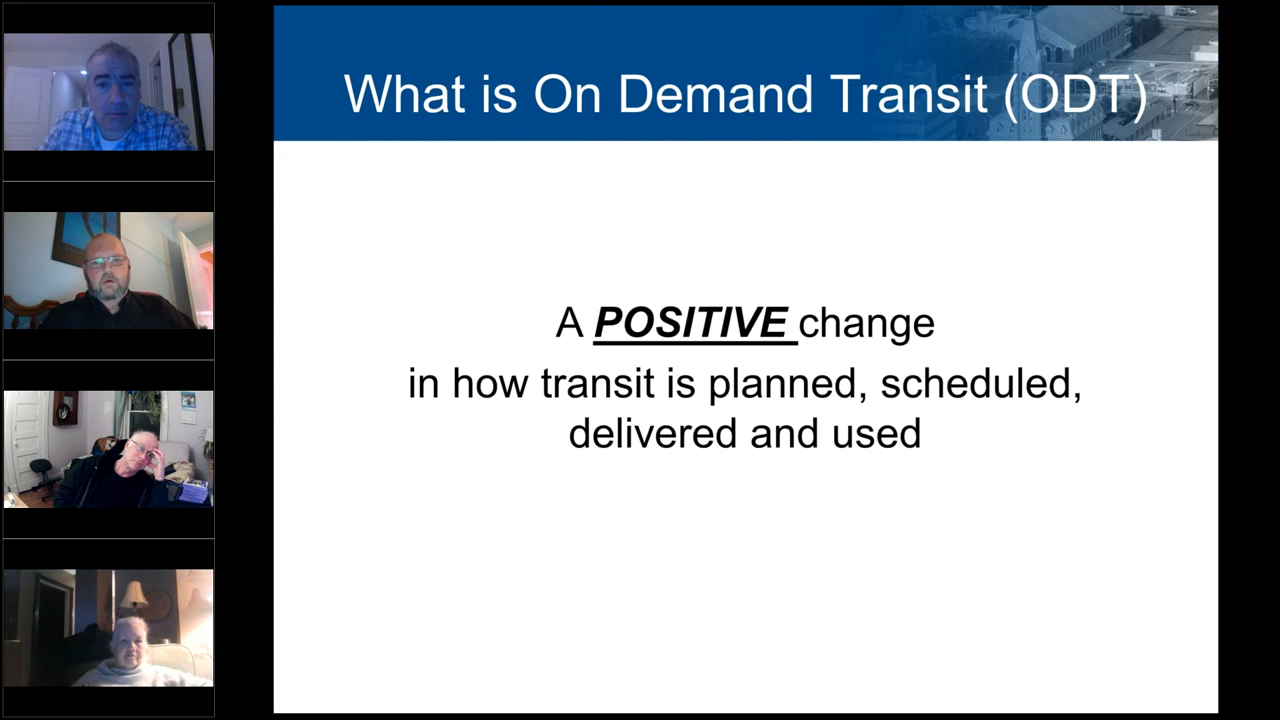 What is On Demand Transit (ODT)
A POSITIVE change
in how transit is planned, scheduled,
delivered and used